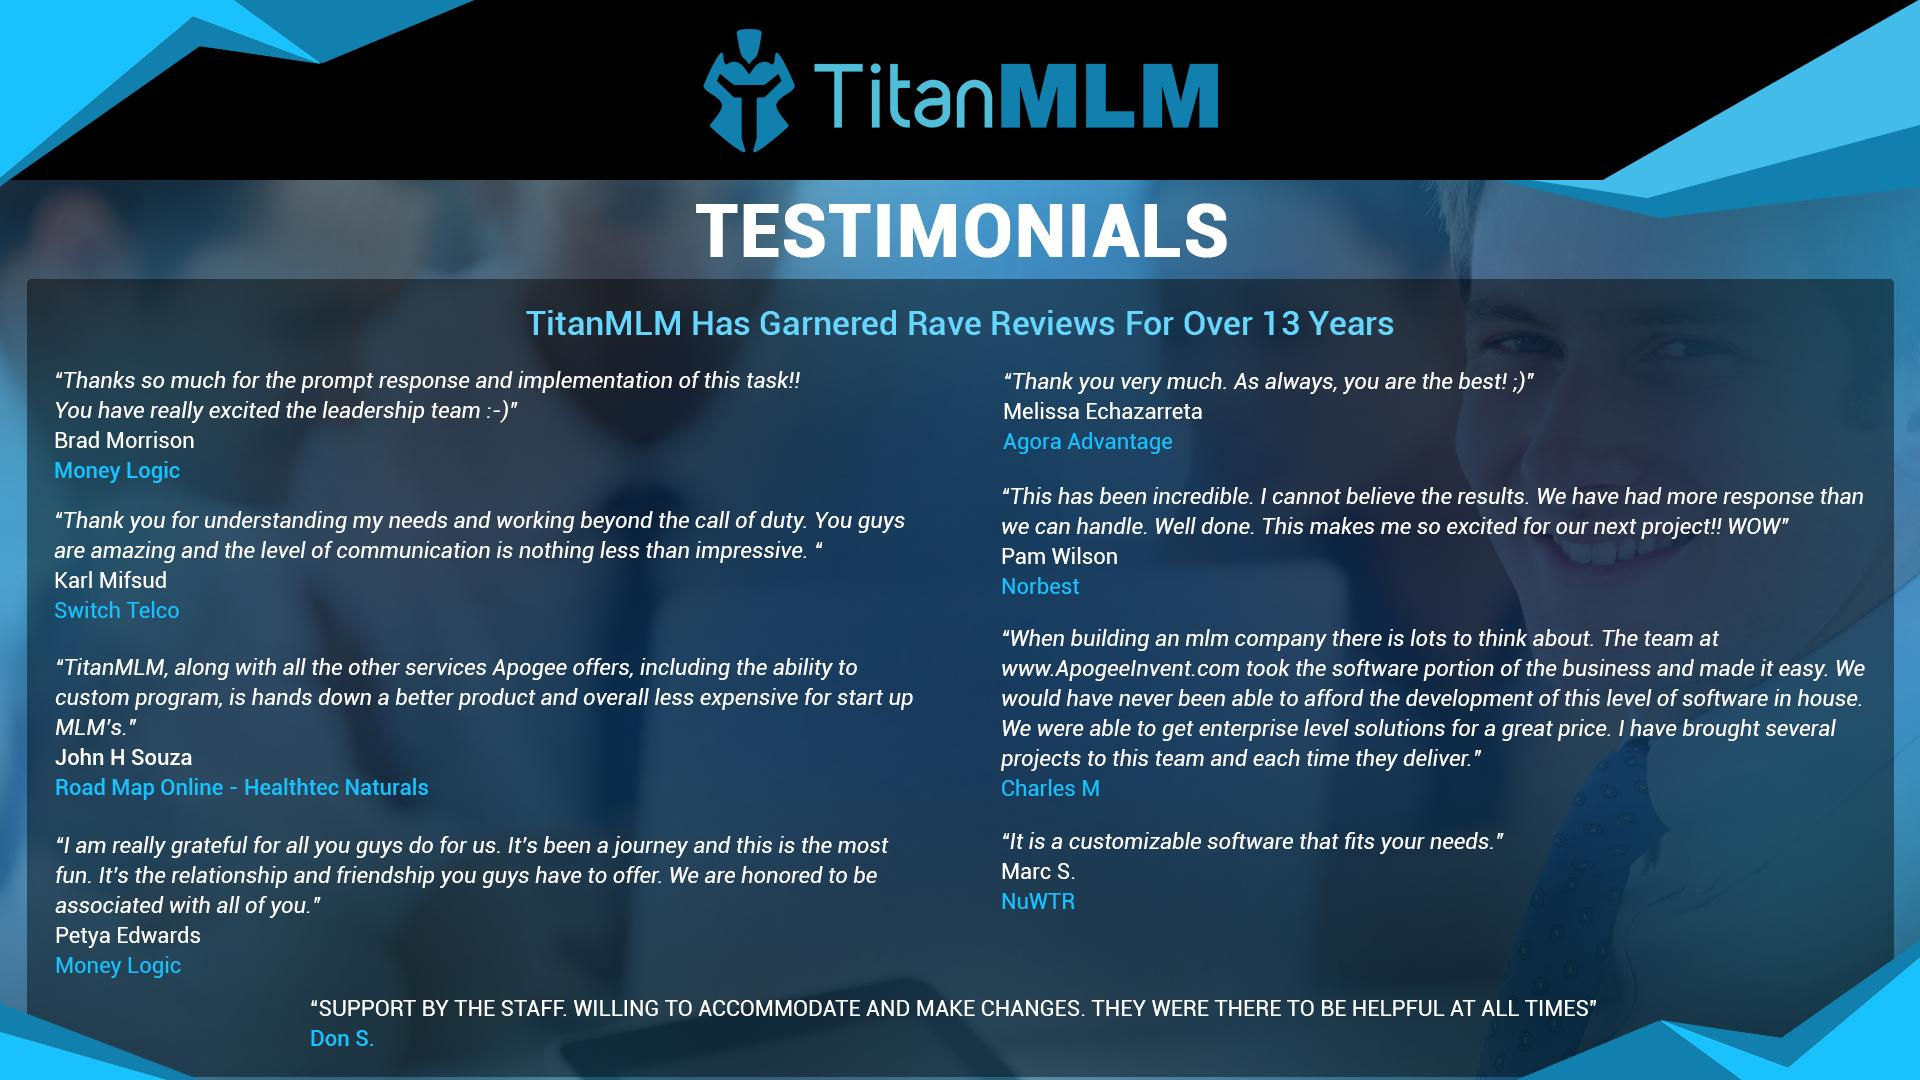 TitanMLM
TESTIMONIALS
TitanMLM Has Garnered Rave Reviews For Over 13 Years
“Thanks so much for the prompt response and implementation of this task!!
You have really excited the leadership team :-)”
Brad Morrison
Money Logic
“Thank you for understanding my needs and working beyond the call of duty. You guys
are amazing and the level of communication is nothing less than impressive. “
Karl Mifsud
Switch Telco
“TitanMLM, along with all the other services Apogee offers, including the ability to
custom program, is hands down a better product and overall less expensive for start up
MLM's.”
John H Souza
Road Map Online - Healthtec Naturals
“I am really grateful for all you guys do for us. It's been a journey and this is the most
fun. It's the relationship and friendship you guys have to offer. We are honored to be
associated with all of you.”
Petya Edwards
Money Logic
“Thank you very much. As always, you are the best! ;)”
Melissa Echazarreta
Agora Advantage
“This has been incredible. I cannot believe the results. We have had more response than
we can handle. Well done. This makes me so excited for our next project!! WOW”
Pam Wilson
Norbest
“When building an mlm company there is lots to think about. The team at
www.ApogeeInvent.com took the software portion of the business and made it easy. We
would have never been able to afford the development of this level of software in house.
We were able to get enterprise level solutions for a great price. I have brought several
projects to this team and each time they deliver.”
Charles M
“It is a customizable software that fits your needs.”
Marc S.
NuWTR
“SUPPORT BY THE STAFF. WILLING TO ACCOMMODATE AND MAKE CHANGES. THEY WERE THERE TO BE HELPFUL AT ALL TIMES”
Don S.